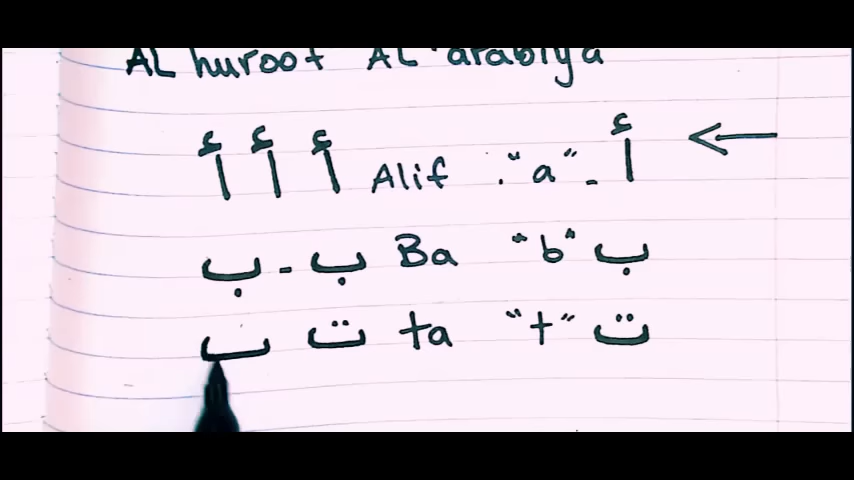 AL huroof AL 'arabiya
أ - "a" Alif أ أ أ
ب "b" Ba ب - ب
ت "t" ta ت